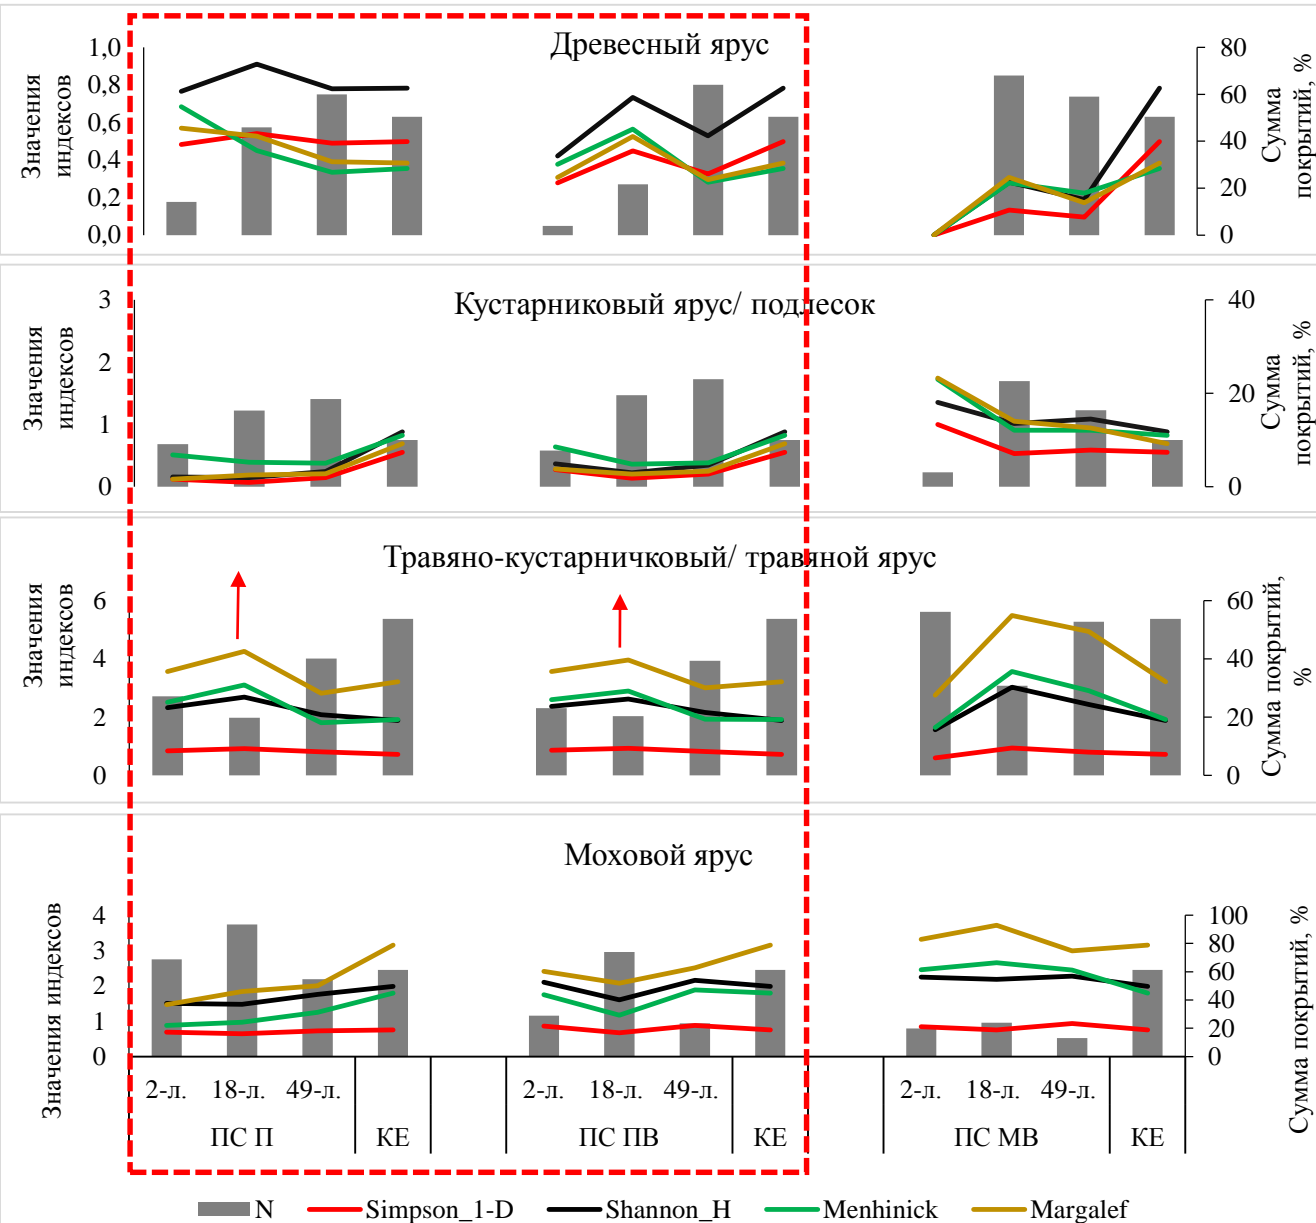 Древесный ярус
Значения индексов
1,0
0,8
0,6
0,4
0,2
0,0
80
60
40
20
0
Сумма покрытий, %
Кустарниковый ярус/ подлесок
Значения индексов
3
2
1
0
40
20
0
Сумма покрытий, %
Травяно-кустарничковый/ травяной ярус
Значения индексов
6
4
2
0
60
40
20
0
Сумма покрытий, %
Моховой ярус
Значения индексов
4
3
2
1
0
100
80
60
40
20
0
Сумма покрытий, %
2-л. 18-л. 49-л. 2-л. 18-л. 49-л. 2-л. 18-л. 49-л.
ПС П КЕ ПС ПВ КЕ ПС МВ КЕ
N Simpson_1-D Shannon_H Menhinick Margalef